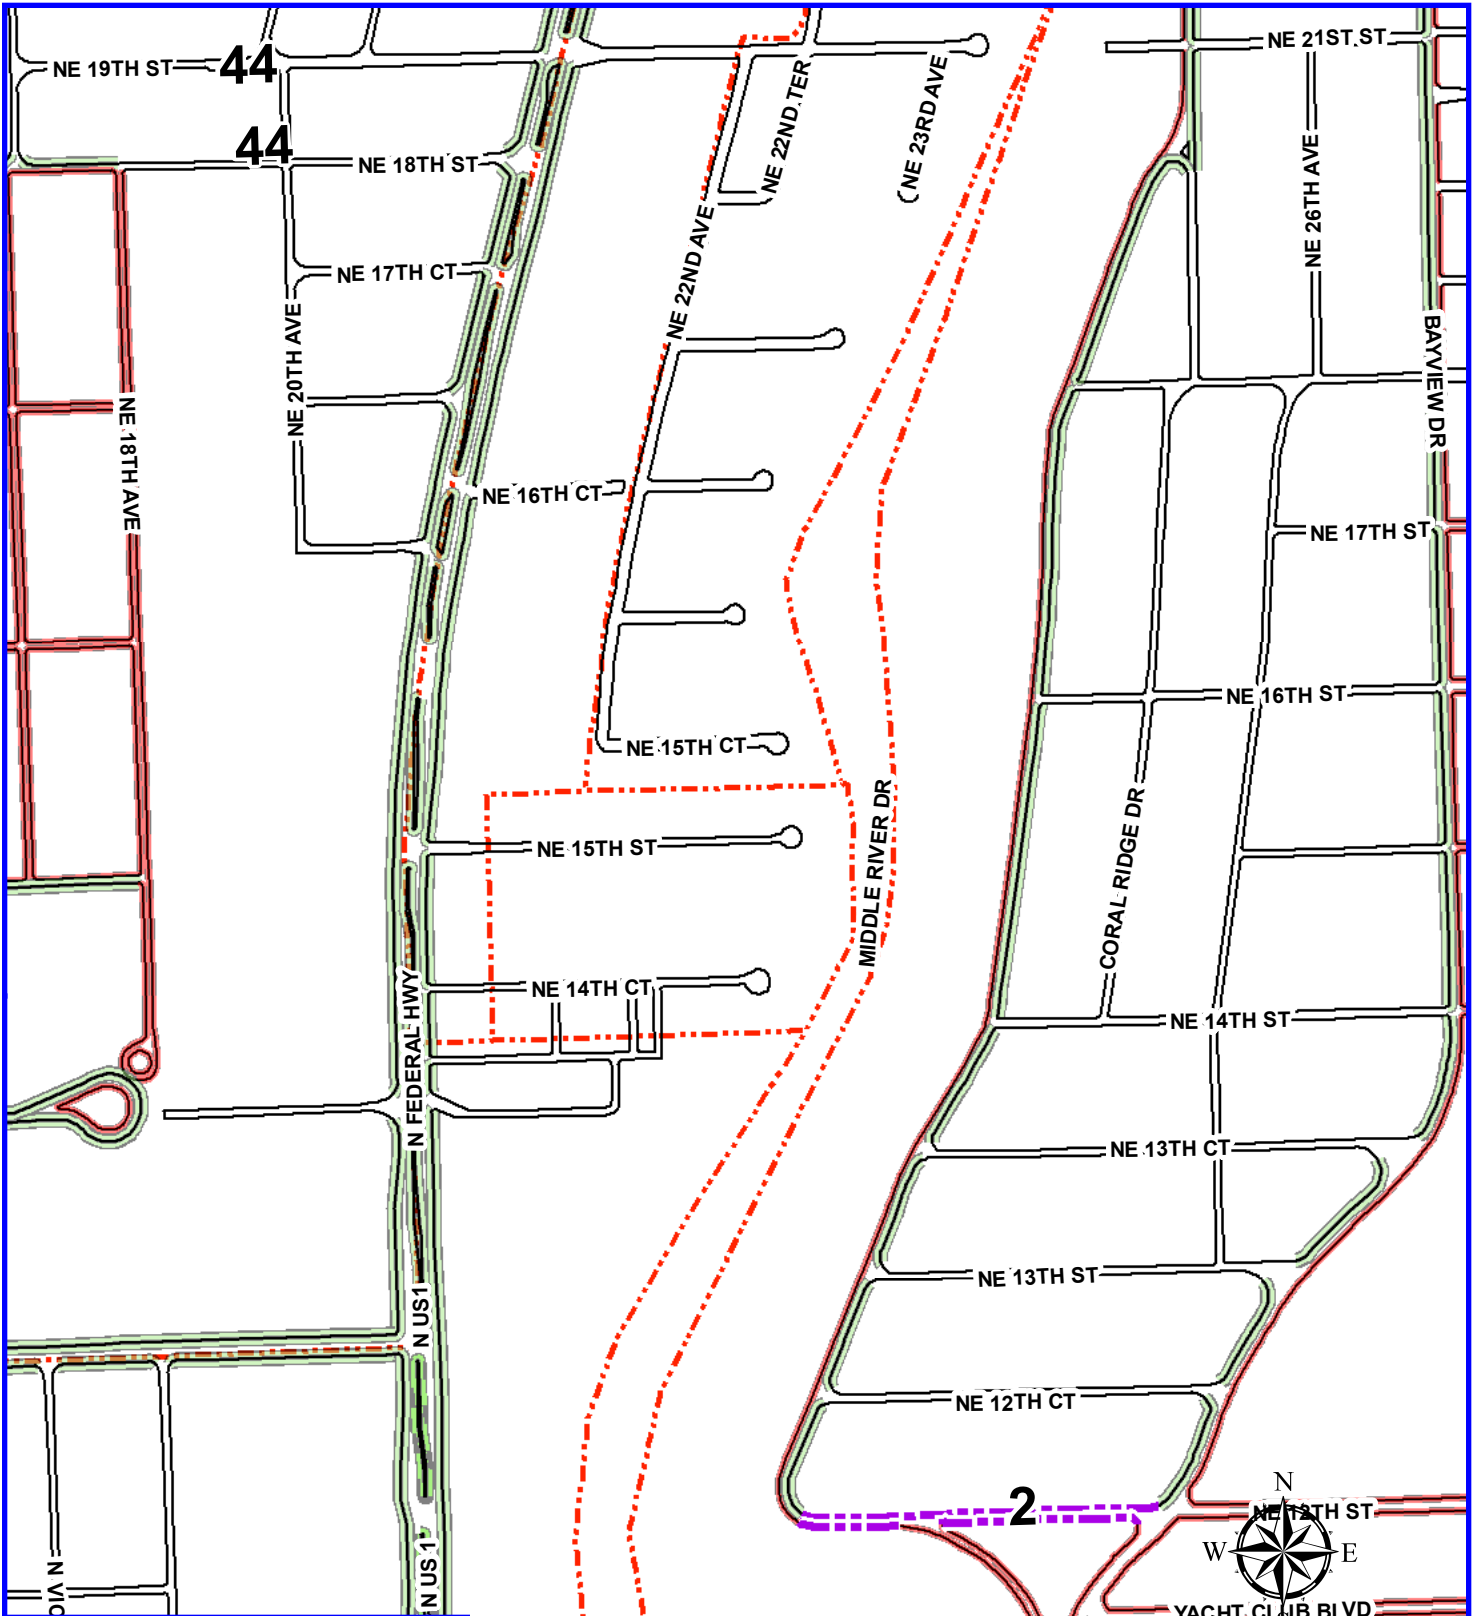 NE 21ST ST
NE 19TH ST
44
NE 22ND TER
NE 23RD AVE
44
NE 18TH ST
NE 26TH AVE
NE 22ND AVE
NE 17TH CT
NE 20TH AVE
BAYVIEW DR
NE 18TH AVE
NE 16TH CT
NE 17TH ST
NE 16TH ST
NE 15TH CT
NE 15TH ST
MIDDLE RIVER DR
CORAL RIDGE DR
NE 14TH CT
N FEDERAL HWY
NE 14TH ST
NE 13TH CT
NE 13TH ST
N US1
NE 12TH CT
2
N
NE 12TH ST
W
E
N US 1
N VIC
YACHT CLUB BLVD